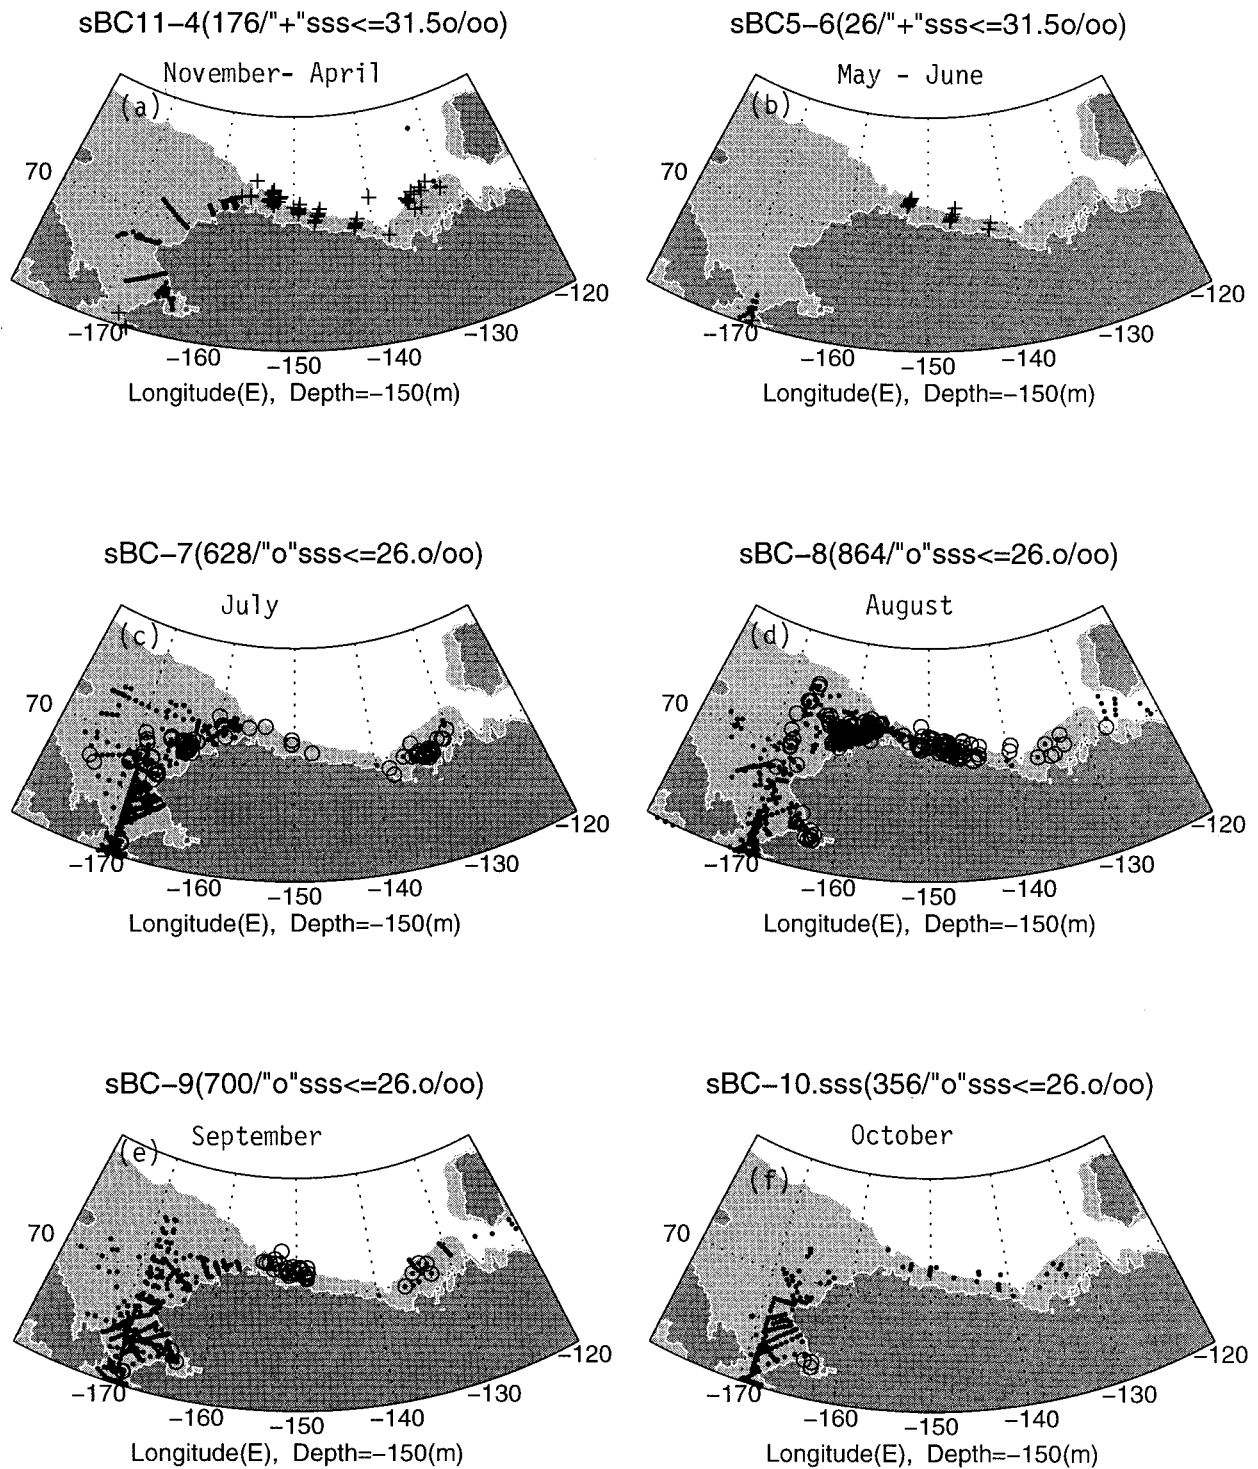 sBC11−4(176/"+"sss<=31.5o/oo)
November- April
(a)
70
−120
−130
−140
−150
−160
−170
Longitude(E), Depth=−150(m)
sBC5−6(26/"+"sss<=31.5o/oo)
May - June
(b)
70
−120
−130
−140
−150
−160
−170
Longitude(E), Depth=−150(m)
sBC−7(628/"o"sss<=26.o/oo)
July
(c)
70
−120
−130
−140
−150
−160
−170
Longitude(E), Depth=−150(m)
sBC−8(864/"o"sss<=26.o/oo)
August
(d)
70
−120
−130
−140
−150
−160
−170
Longitude(E), Depth=−150(m)
sBC−9(700/"o"sss<=26.o/oo)
September
(e)
70
−120
−130
−140
−150
−160
−170
Longitude(E), Depth=−150(m)
sBC−10.sss(356/"o"sss<=26.o/oo)
October
(f)
70
−120
−130
−140
−150
−160
−170
Longitude(E), Depth=−150(m)